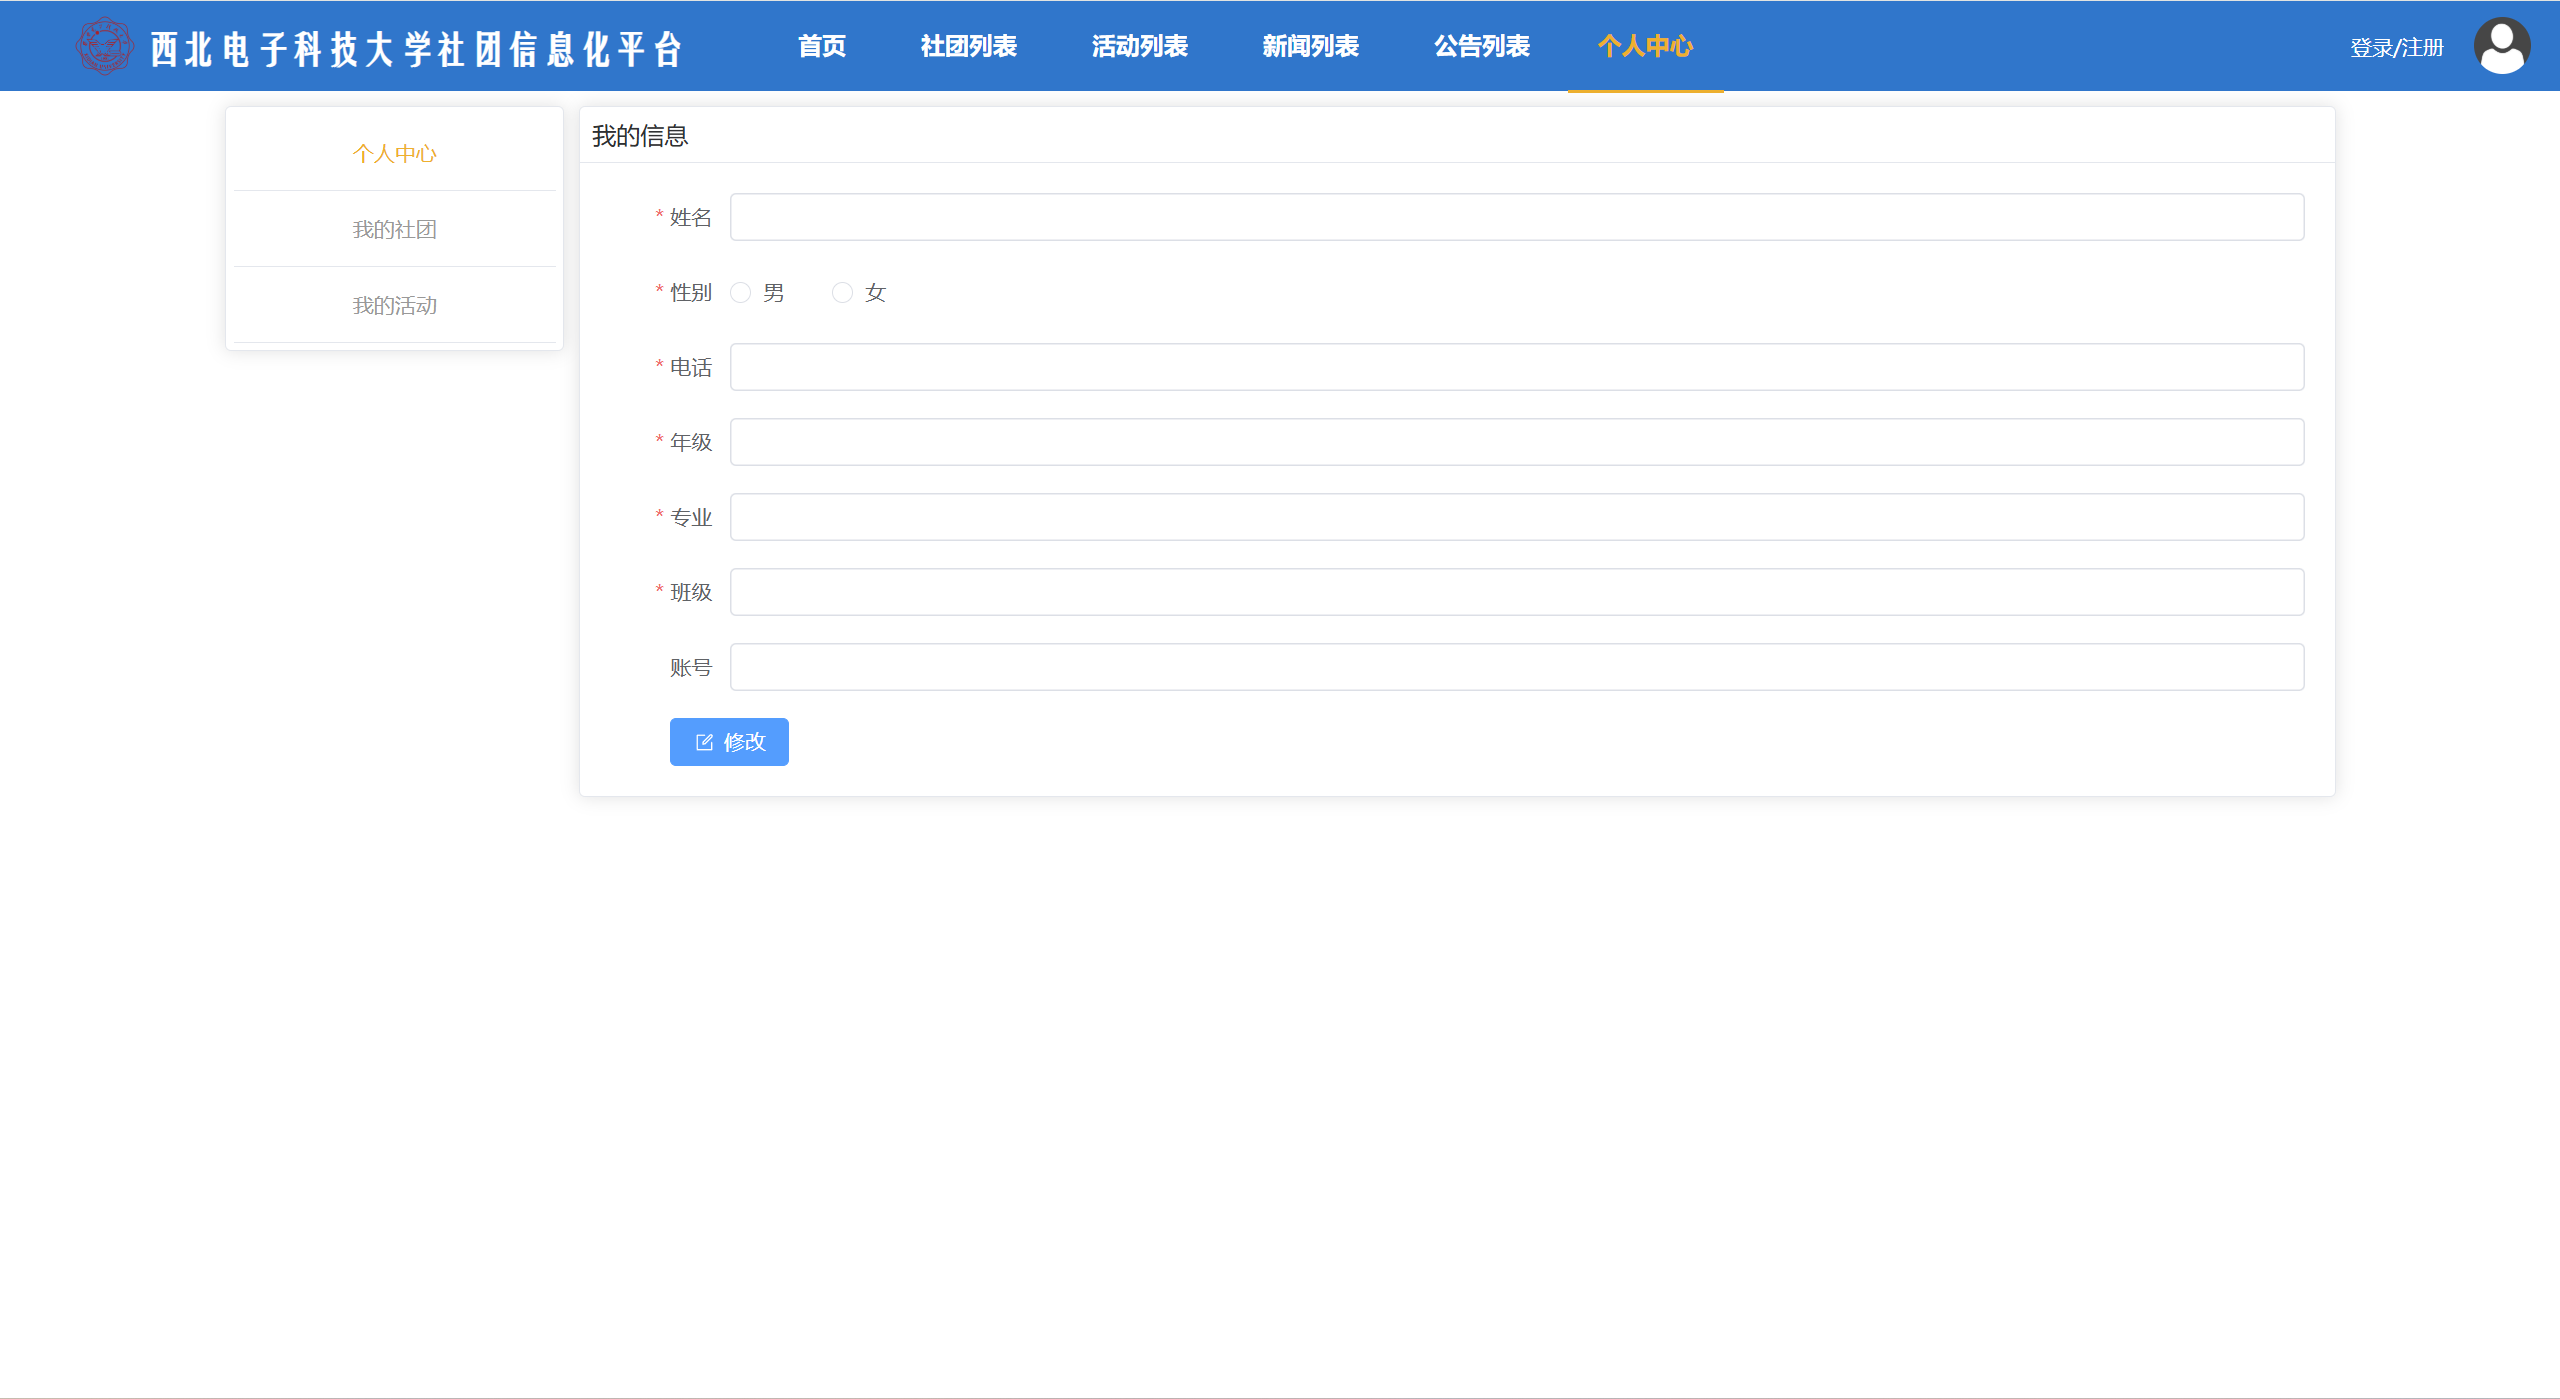 西北电子科技大学社团信息化平台
首页
社团列表
活动列表
新闻列表
公告列表
个人中心
登录/注册
个人中心
我的社团
我的活动
我的信息
* 姓名
* 性别 男 女
* 电话
* 年级
* 专业
* 班级
账号
修改